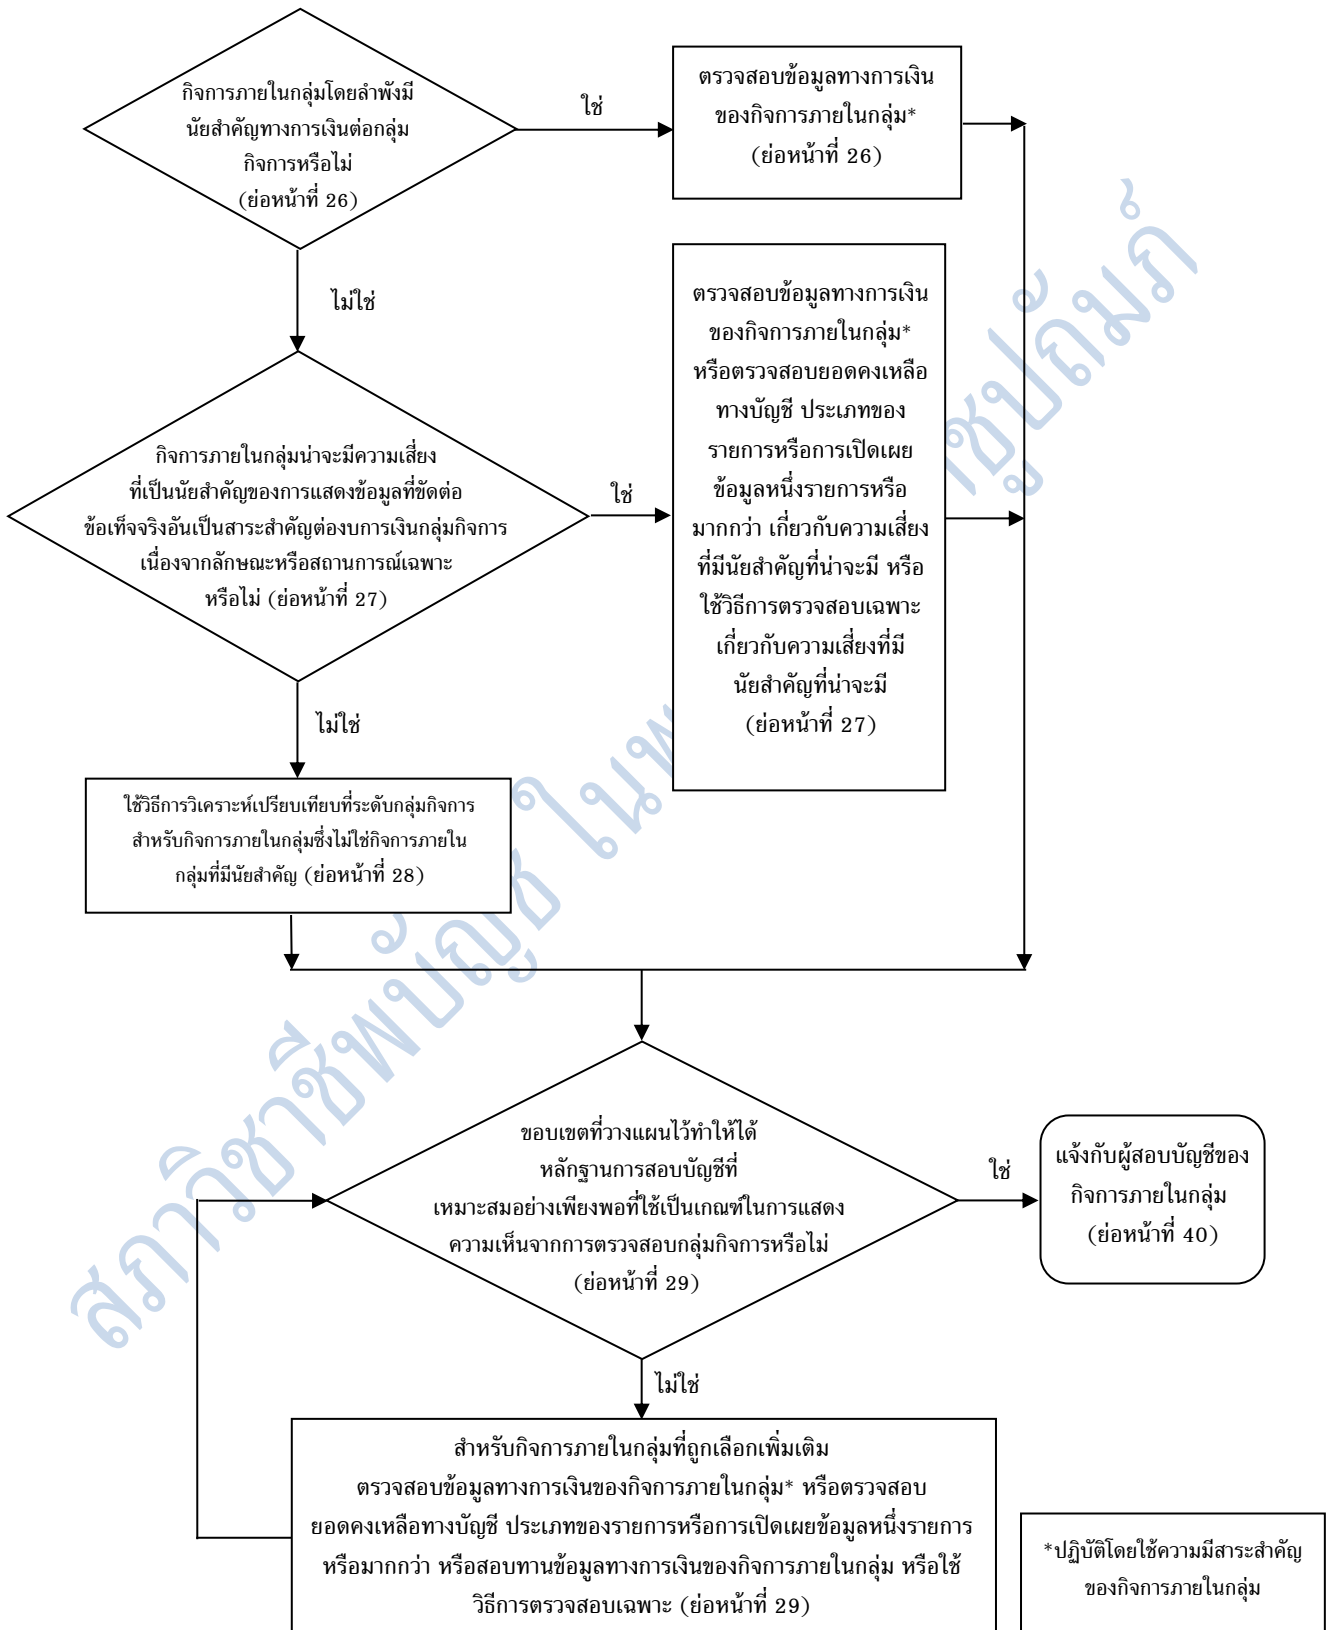 กิจการภายในกลุ่มโดยลำพังมี
นัยสำคัญทางการเงินต่อกลุ่ม
กิจการหรือไม่
(ย่อหน้าที่ 26)
ใช่
ตรวจสอบข้อมูลทางการเงิน
ของกิจการภายในกลุ่ม*
(ย่อหน้าที่ 26)
ไม่ใช่
กิจการภายในกลุ่มน่าจะมีความเสี่ยง
ที่เป็นนัยสำคัญของการแสดงข้อมูลที่ขัดต่อ
ข้อเท็จจริงอันเป็นสาระสำคัญต่องบการเงินกลุ่มกิจการ
เนื่องจากลักษณะหรือสถานการณ์เฉพาะ
หรือไม่ (ย่อหน้าที่ 27)
ใช่
ตรวจสอบข้อมูลทางการเงิน
ของกิจการภายในกลุ่ม*
หรือตรวจสอบยอดคงเหลือ
ทางบัญชี ประเภทของ
รายการหรือการเปิดเผย
ข้อมูลหนึ่งรายการหรือ
มากกว่า เกี่ยวกับความเสี่ยง
ที่มีนัยสำคัญที่น่าจะมี หรือ
ใช้วิธีการตรวจสอบเฉพาะ
เกี่ยวกับความเสี่ยงที่มี
นัยสำคัญที่น่าจะมี
(ย่อหน้าที่ 27)
ไม่ใช่
ใช้วิธีการวิเคราะห์เปรียบเทียบที่ระดับกลุ่มกิจการ
สำหรับกิจการภายในกลุ่มซึ่งไม่ใช่กิจการภายใน
กลุ่มที่มีนัยสำคัญ (ย่อหน้าที่ 28)
ขอบเขตที่วางแผนไว้ทำให้ได้
หลักฐานการสอบบัญชีที่
เหมาะสมอย่างเพียงพอที่ใช้เป็นเกณฑ์ในการแสดง
ความเห็นจากการตรวจสอบกลุ่มกิจการหรือไม่
(ย่อหน้าที่ 29)
ใช่
แจ้งกับผู้สอบบัญชีของ
กิจการภายในกลุ่ม
(ย่อหน้าที่ 40)
ไม่ใช่
สำหรับกิจการภายในกลุ่มที่ถูกเลือกเพิ่มเติม
ตรวจสอบข้อมูลทางการเงินของกิจการภายในกลุ่ม* หรือตรวจสอบ
ยอดคงเหลือทางบัญชี ประเภทของรายการหรือการเปิดเผยข้อมูลหนึ่งรายการ
หรือมากกว่า หรือสอบทานข้อมูลทางการเงินของกิจการภายในกลุ่ม หรือใช้
วิธีการตรวจสอบเฉพาะ (ย่อหน้าที่ 29)
*ปฏิบัติโดยใช้ความมีสาระสำคัญ
ของกิจการภายในกลุ่ม
สภาวิชาชีพบัญชี ในพ